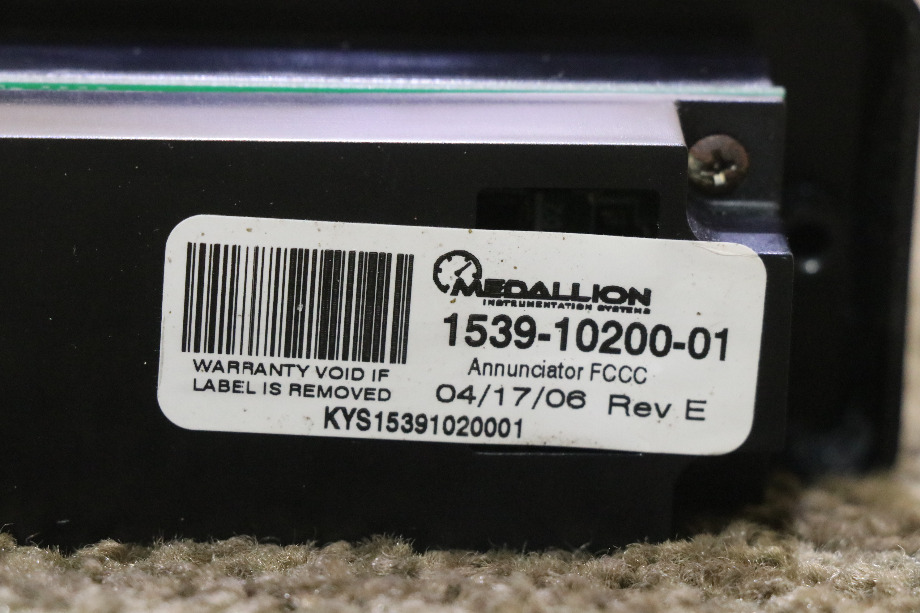 MEDALLION
INSTRUMENTATION SYSTEMS
1539-10200-01
Annunciator FCCC
04/17/06 Rev E
WARRANTY VOID IF
LABEL IS REMOVED
KYS15391020001